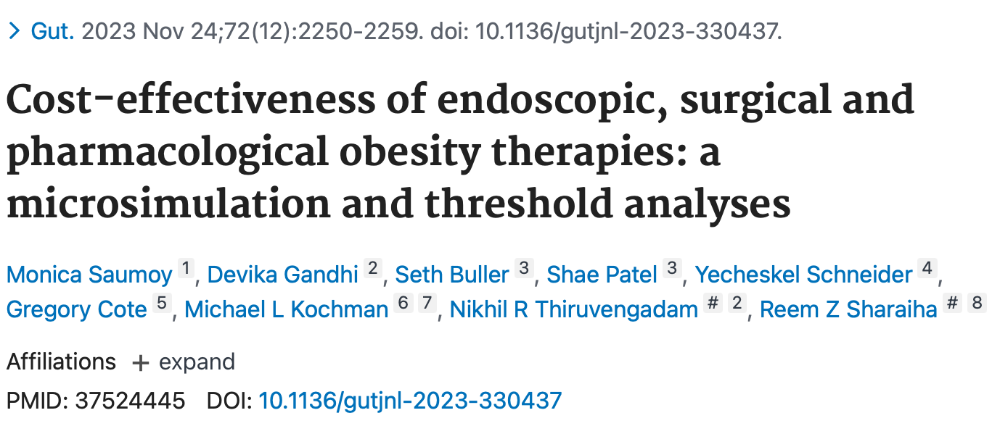 > Gut. 2023 Nov 24;72(12):2250-2259. doi: 10.1136/gutjnl-2023-330437.
Cost-effectiveness of endoscopic, surgical and
pharmacological obesity therapies: a
microsimulation and threshold analyses
Monica Saumoy 1, Devika Gandhi 2, Seth Buller 3, Shae Patel 3, Yecheskel Schneider 4,
Gregory Cote 5, Michael L Kochman 6 7, Nikhil R Thiruvengadam # 2, Reem Z Sharaiha # 8
Affiliations + expand
PMID: 37524445 DOI: 10.1136/gutjnl-2023-330437